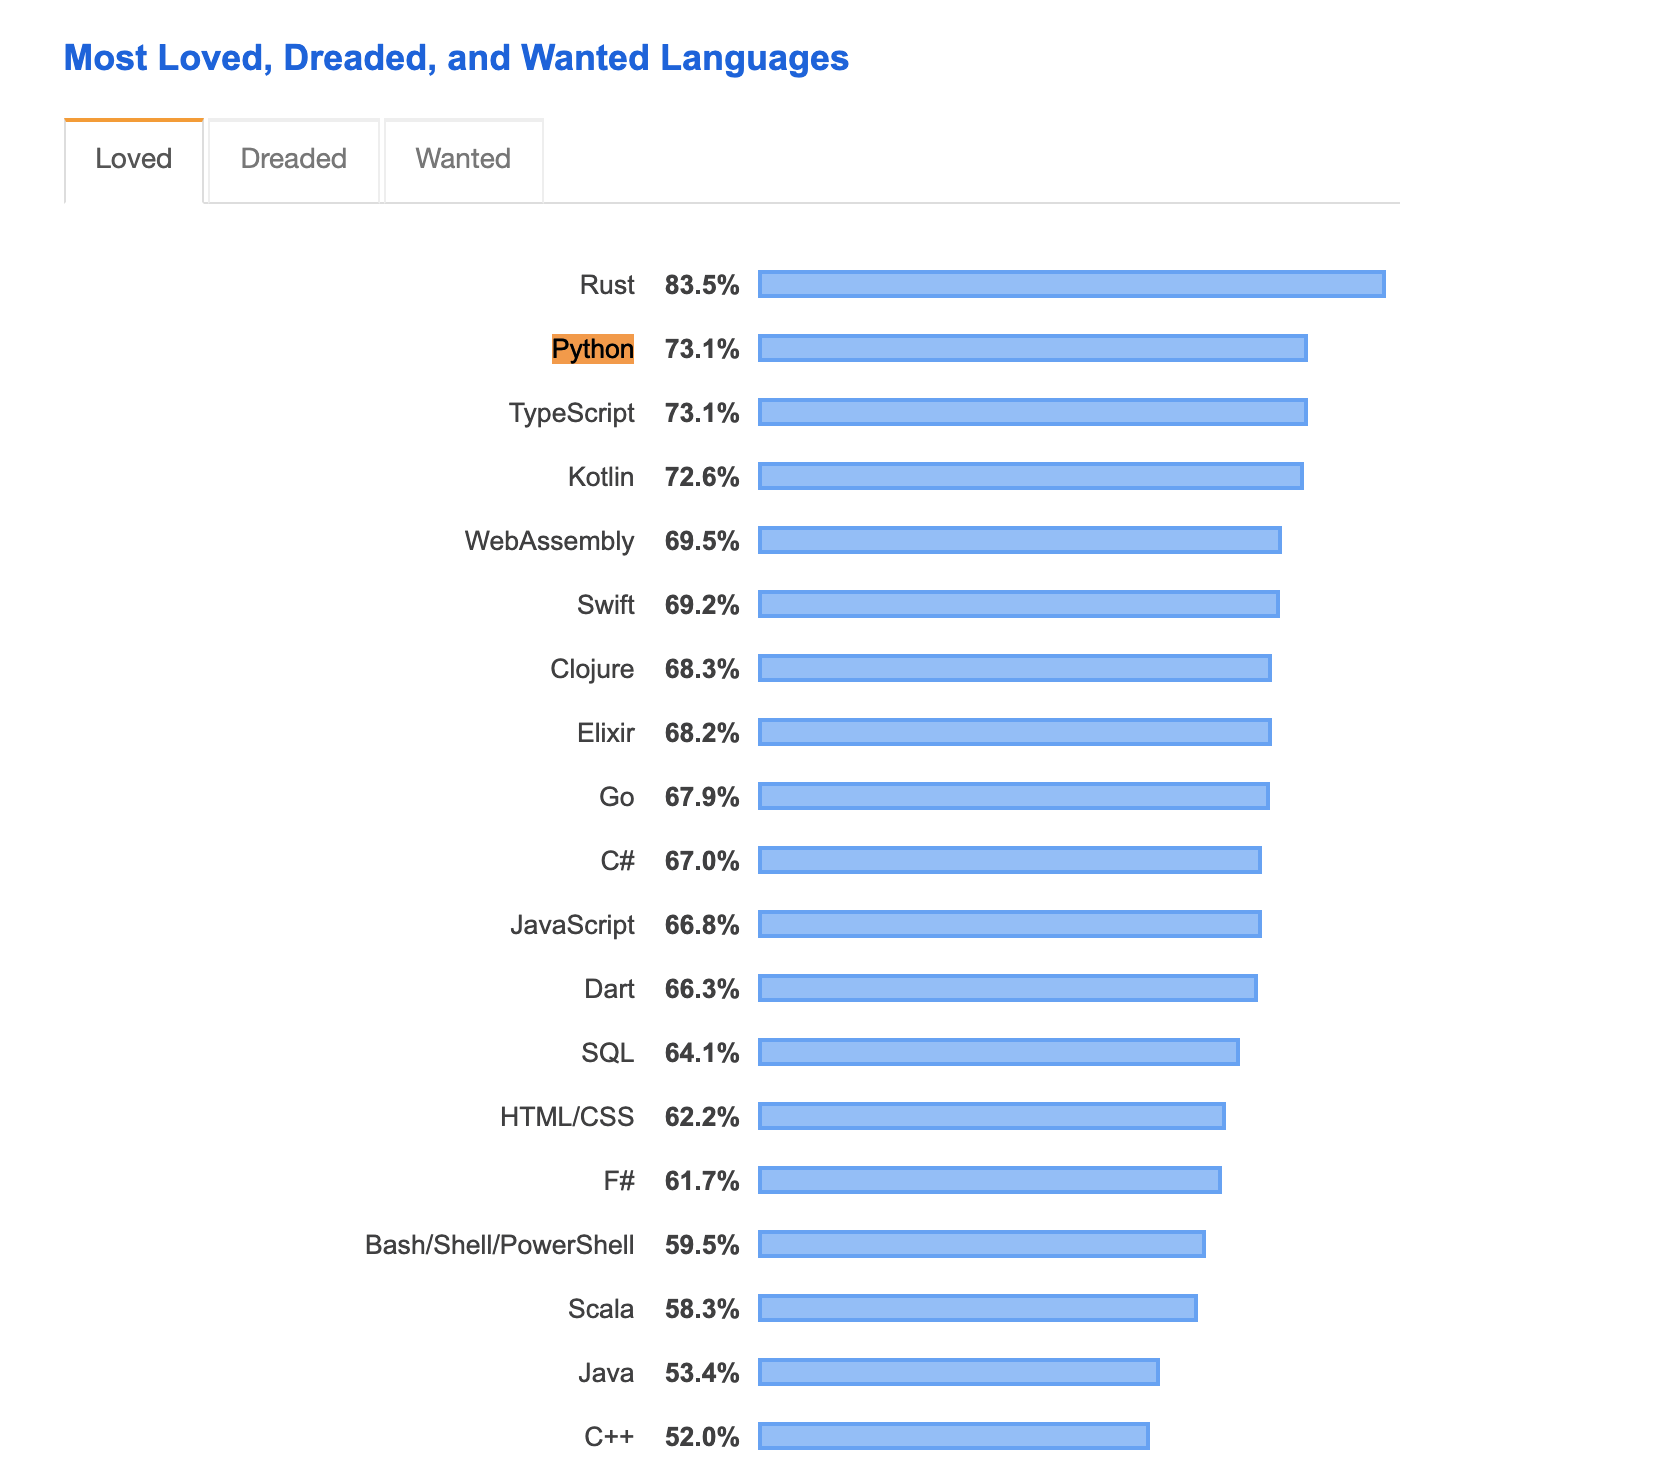 Most Loved, Dreaded, and Wanted Languages
Loved Dreaded Wanted
Rust 83.5%
Python 73.1%
TypeScript 73.1%
Kotlin 72.6%
WebAssembly 69.5%
Swift 69.2%
Clojure 68.3%
Elixir 68.2%
Go 67.9%
C# 67.0%
JavaScript 66.8%
Dart 66.3%
SQL 64.1%
HTML/CSS 62.2%
F# 61.7%
Bash/Shell/PowerShell 59.5%
Scala 58.3%
Java 53.4%
C++ 52.0%